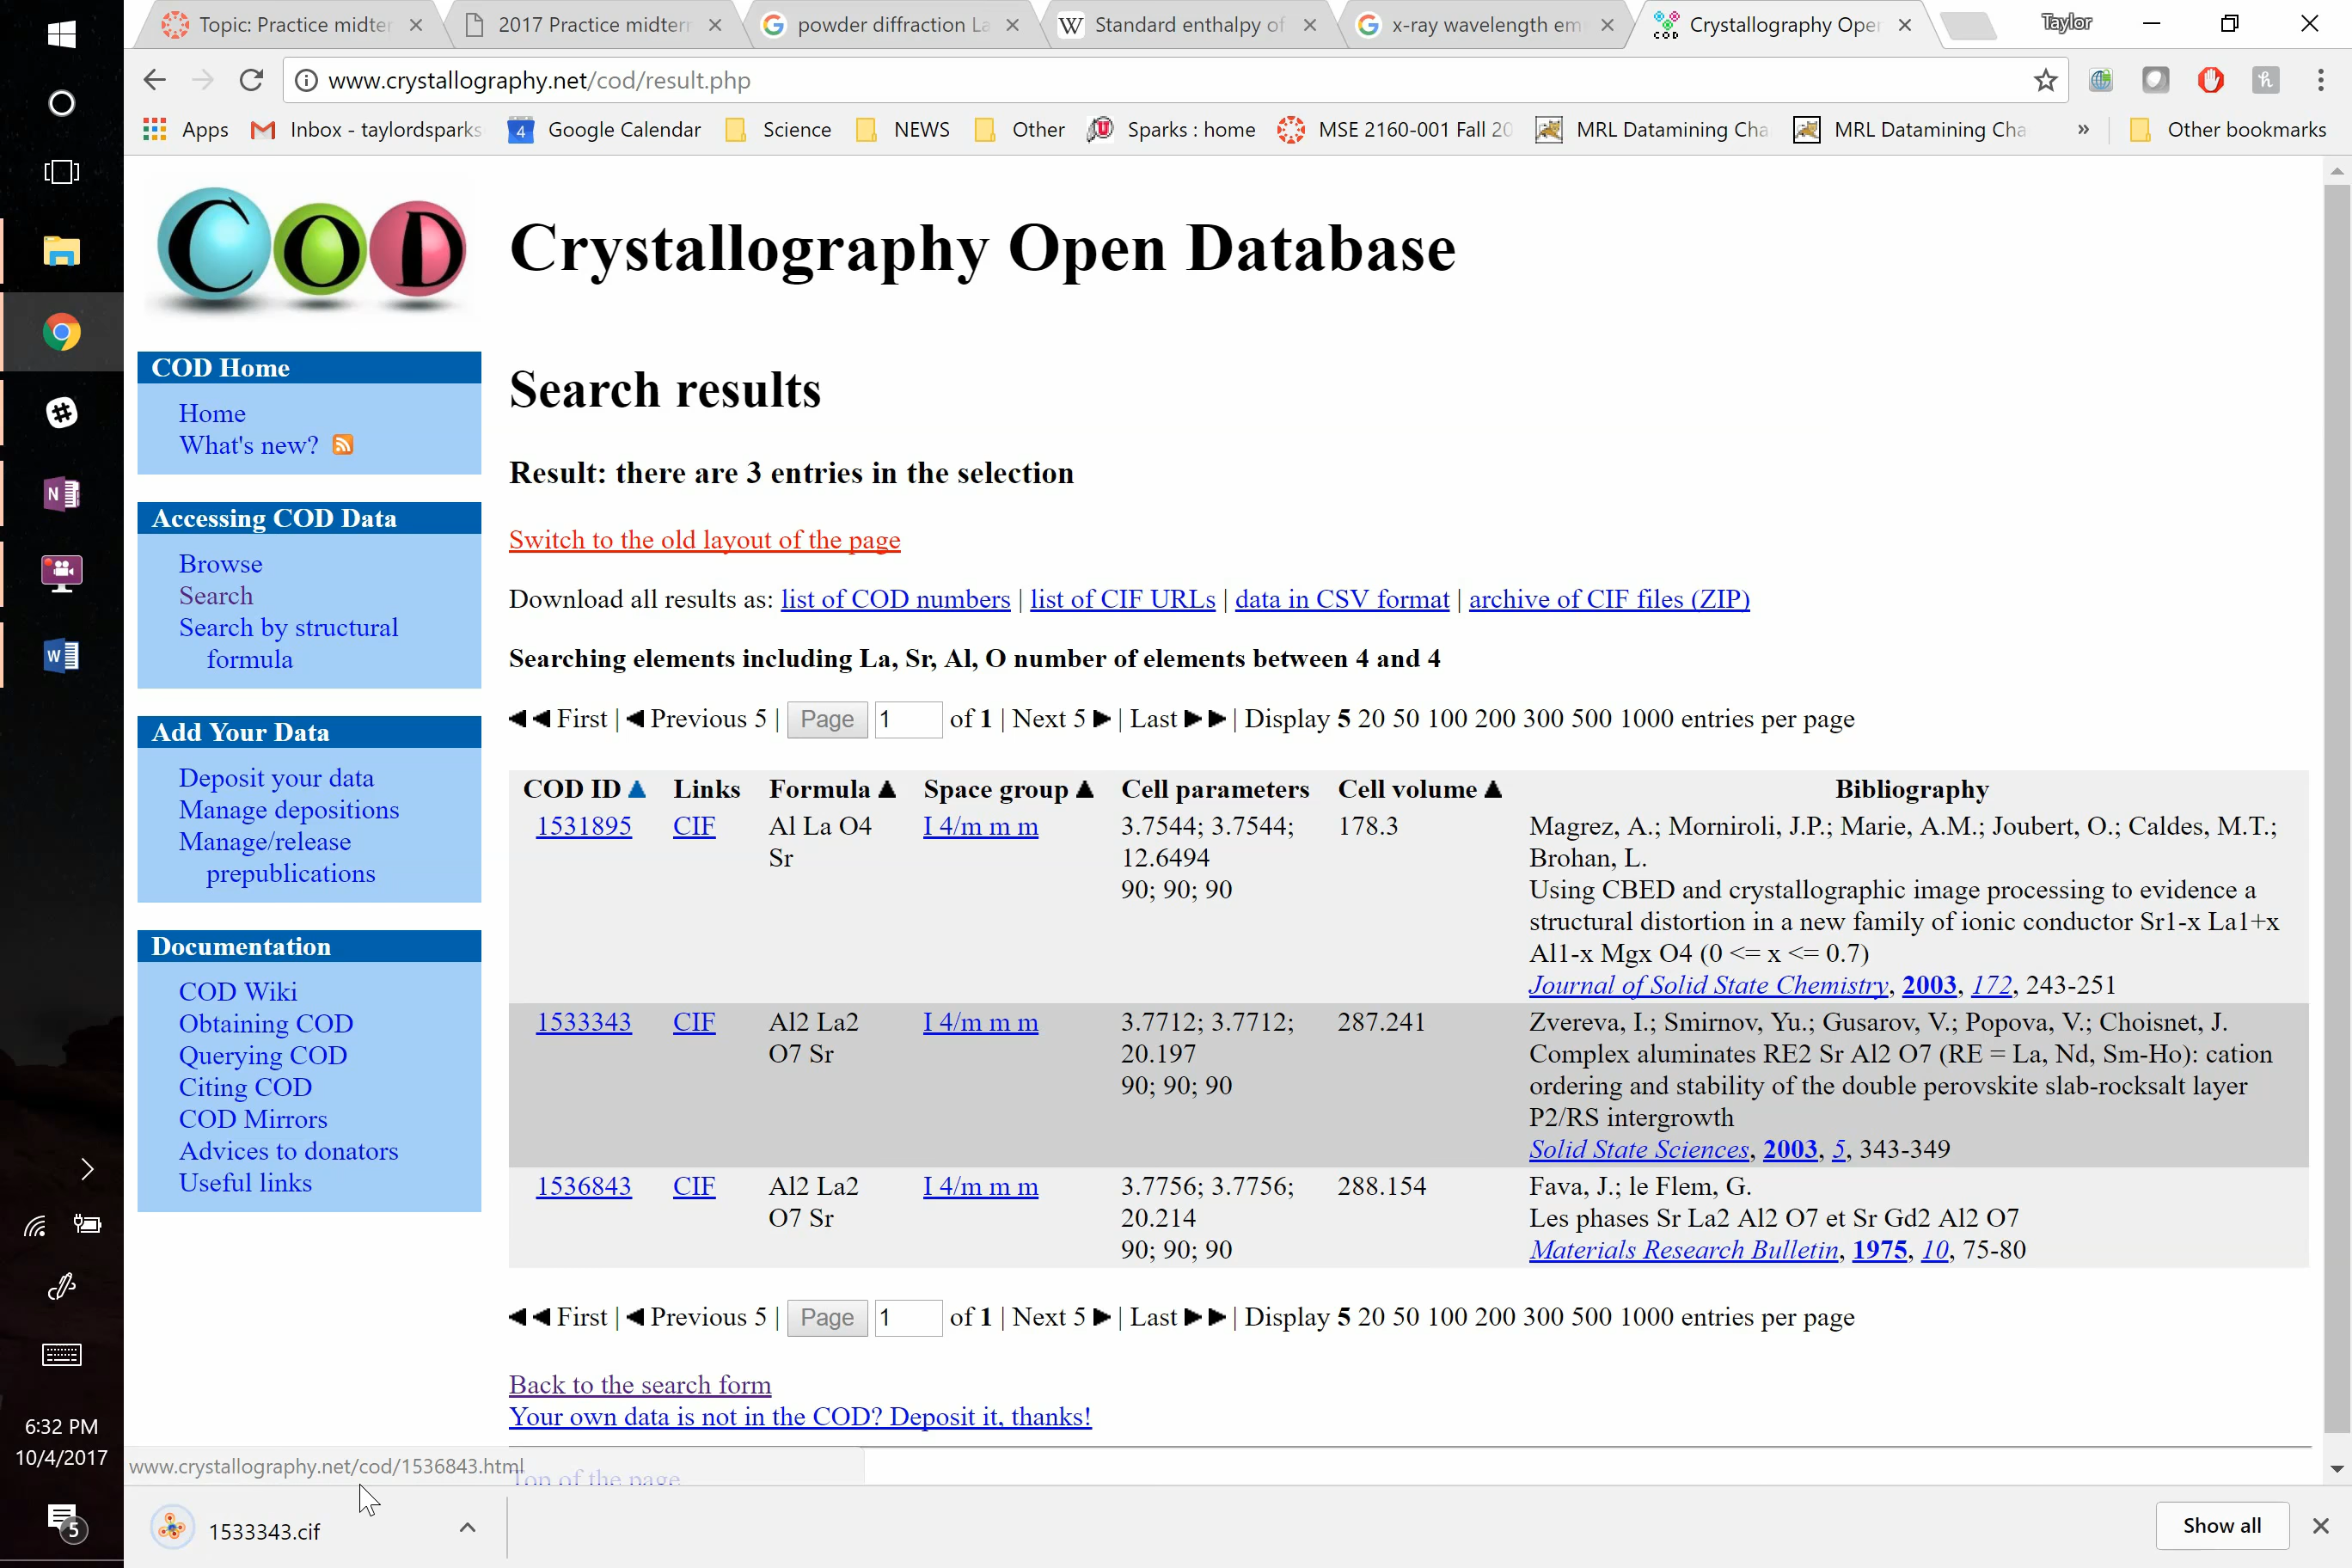 Topic: Practice midter
2017 Practice midterm
powder diffraction La
Standard enthalpy of
x-ray wavelength em
Crystallography Open
Taylor
www.crystallography.net/cod/result.php
Apps
Inbox - taylordsparks
4
Google Calendar
Science
NEWS
Other
Sparks : home
MSE 2160-001 Fall 20
MRL Datamining Cha
MRL Datamining Cha
»
Other bookmarks
COD
Crystallography Open Database
COD Home
Home
What's new?
Accessing COD Data
Browse
Search
Search by structural
formula
Add Your Data
Deposit your data
Manage depositions
Manage/release
prepublications
Documentation
COD Wiki
Obtaining COD
Querying COD
Citing COD
COD Mirrors
Advices to donators
Useful links
Search results
Result: there are 3 entries in the selection
Switch to the old layout of the page
Download all results as: list of COD numbers | list of CIF URLs | data in CSV format | archive of CIF files (ZIP)
Searching elements including La, Sr, Al, O number of elements between 4 and 4
◀◀ First | ◀ Previous 5 | Page 1 of 1 | Next 5 ▶ | Last ▶▶ | Display 5 20 50 100 200 300 500 1000 entries per page
COD ID ▲ Links Formula ▲ Space group ▲ Cell parameters Cell volume ▲ Bibliography
1531895 CIF Al La O4 I 4/m m m 3.7544; 3.7544; 178.3 Magrez, A.; Morniroli, J.P.; Marie, A.M.; Joubert, O.; Caldes, M.T.;
Sr 12.6494 Brohan, L.
90; 90; 90 Using CBED and crystallographic image processing to evidence a
structural distortion in a new family of ionic conductor Sr1-x La1+x
Al1-x Mgx O4 (0 <= x <= 0.7)
Journal of Solid State Chemistry, 2003, 172, 243-251
1533343 CIF Al2 La2 I 4/m m m 3.7712; 3.7712; 287.241 Zvereva, I.; Smirnov, Yu.; Gusarov, V.; Popova, V.; Choisnet, J.
O7 Sr 20.197 Complex aluminates RE2 Sr Al2 O7 (RE = La, Nd, Sm-Ho): cation
90; 90; 90 ordering and stability of the double perovskite slab-rocksalt layer
P2/RS intergrowth
Solid State Sciences, 2003, 5, 343-349
1536843 CIF Al2 La2 I 4/m m m 3.7756; 3.7756; 288.154 Fava, J.; le Flem, G.
O7 Sr 20.214 Les phases Sr La2 Al2 O7 et Sr Gd2 Al2 O7
90; 90; 90 Materials Research Bulletin, 1975, 10, 75-80
◀◀ First | ◀ Previous 5 | Page 1 of 1 | Next 5 ▶ | Last ▶▶ | Display 5 20 50 100 200 300 500 1000 entries per page
Back to the search form
Your own data is not in the COD? Deposit it, thanks!
Top of the page
www.crystallography.net/cod/1536843.html
6:32 PM
10/4/2017
5
1533343.cif
Show all